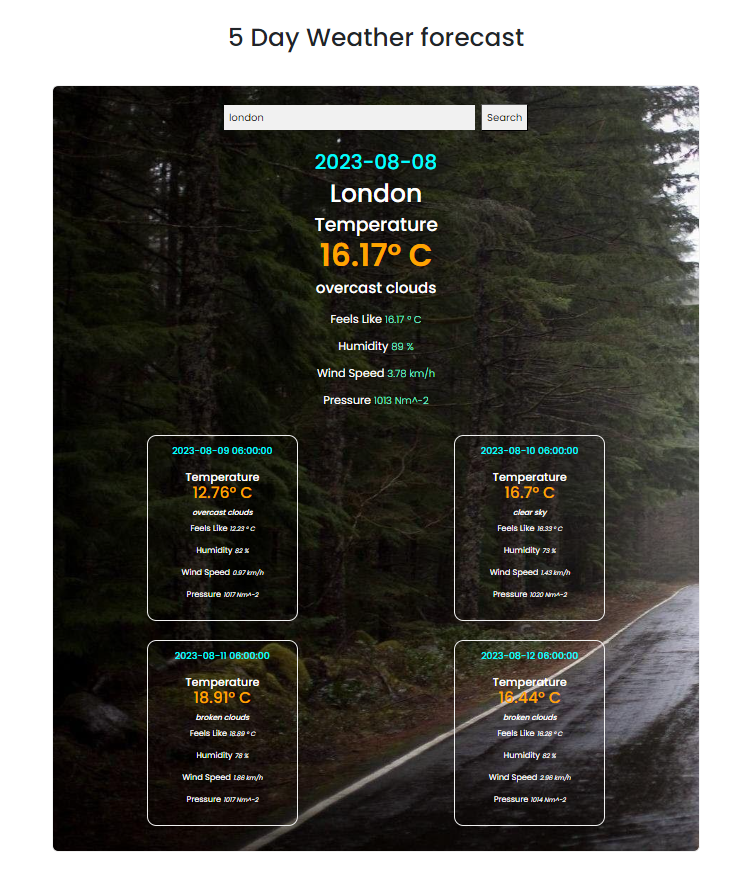 5 Day Weather forecast
london
Search
2023-08-08
London
Temperature
16.17° C
overcast clouds
Feels Like 16.17 ° C
Humidity 89 %
Wind Speed 3.78 km/h
Pressure 1013 Nm^-2
2023-08-09 06:00:00
Temperature
12.76° C
overcast clouds
Feels Like 12.23 ° C
Humidity 82 %
Wind Speed 0.97 km/h
Pressure 1017 Nm^-2
2023-08-10 06:00:00
Temperature
16.7° C
clear sky
Feels Like 16.33 ° C
Humidity 73 %
Wind Speed 1.43 km/h
Pressure 1020 Nm^-2
2023-08-11 06:00:00
Temperature
18.91° C
broken clouds
Feels Like 18.89 ° C
Humidity 78 %
Wind Speed 1.86 km/h
Pressure 1017 Nm^-2
2023-08-12 06:00:00
Temperature
16.44° C
broken clouds
Feels Like 16.28 ° C
Humidity 82 %
Wind Speed 2.96 km/h
Pressure 1014 Nm^-2